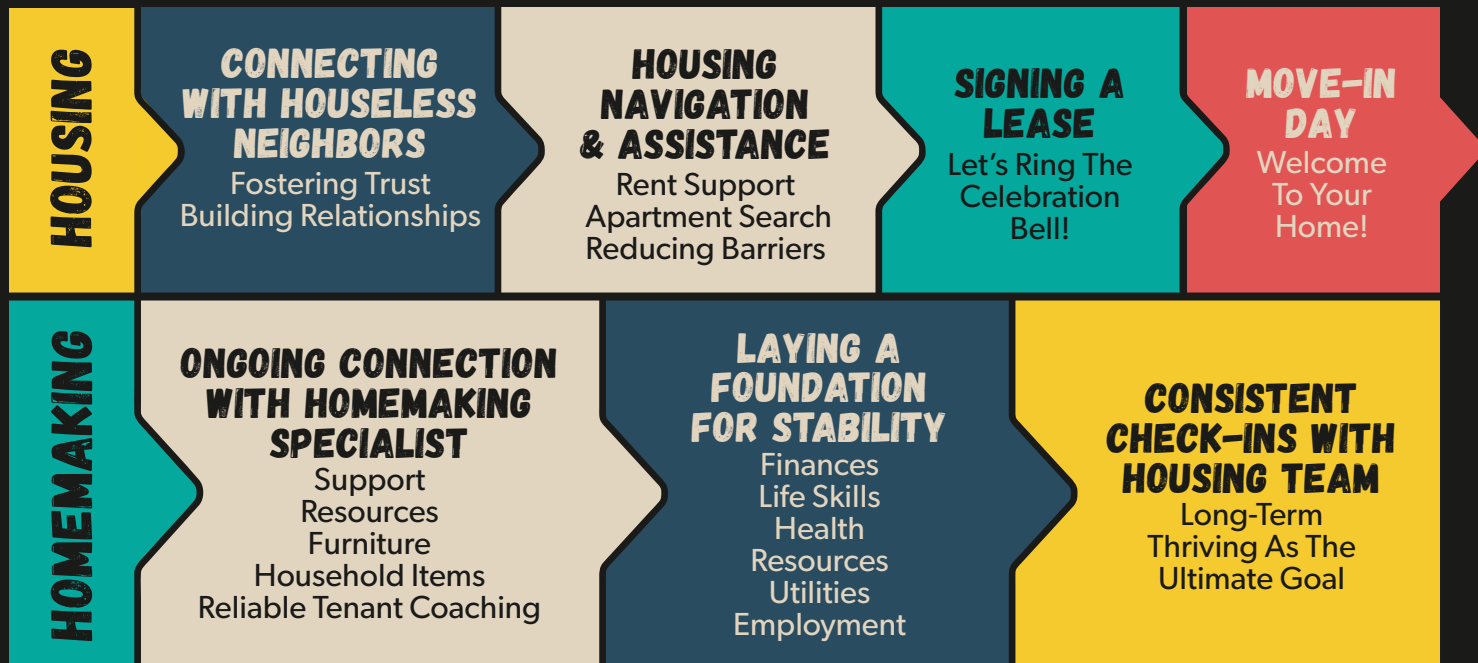 HOUSING
CONNECTING
WITH HOUSELESS
NEIGHBORS
Fostering Trust
Building Relationships
HOUSING
NAVIGATION
& ASSISTANCE
Rent Support
Apartment Search
Reducing Barriers
SIGNING A
LEASE
Let's Ring The
Celebration
Bell!
MOVE-IN
DAY
Welcome
To Your
Home!
HOMEMAKING
ONGOING CONNECTION
WITH HOMEMAKING
SPECIALIST
Support
Resources
Furniture
Household Items
Reliable Tenant Coaching
LAYING A
FOUNDATION
FOR STABILITY
Finances
Life Skills
Health
Resources
Utilities
Employment
CONSISTENT
CHECK-INS WITH
HOUSING TEAM
Long-Term
Thriving As The
Ultimate Goal